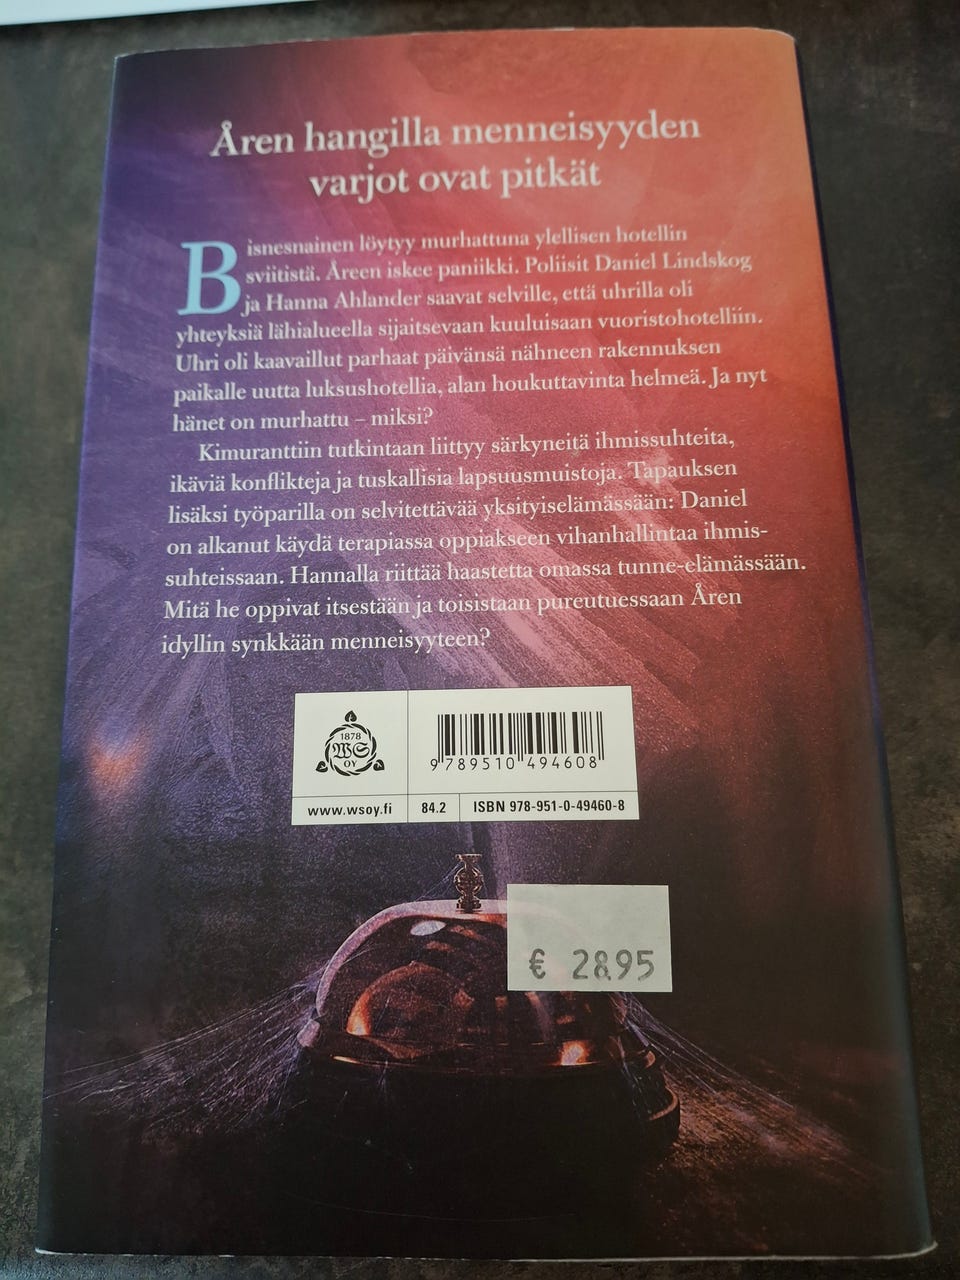 Åren hangilla menneisyyden
varjot ovat pitkät
Bisnesnainen löytyy murhattuna ylellisen hotellin
sviitistä. Åreen iskee paniikki. Poliisit Daniel Lindskog
ja Hanna Ahlander saavat selville, että uhrilla oli
yhteyksiä lähialueella sijaitsevaan kuuluisaan vuoristohotelliin.
Uhri oli kaavaillut parhaat päivänsä nähneen rakennuksen
paikalle uutta luksushotellia, alan houkuttavinta helmeä. Ja nyt
hänet on murhattu – miksi?
Kimuranttiin tutkintaan liittyy särkyneitä ihmissuhteita,
ikäviä konflikteja ja tuskallisia lapsuusmuistoja. Tapauksen
lisäksi työparilla on selvitettävää yksityiselämässään: Daniel
on alkanut käydä terapiassa oppiakseen vihanhallintaa ihmis-
suhteissaan. Hannalla riittää haastetta omassa tunne-elämässään.
Mitä he oppivat itsestään ja toisistaan pureutuessaan Åren
idyllin synkkään menneisyyteen?
1878
WS
OY
9 789510 494608
www.wsoy.fi
84.2
ISBN 978-951-0-49460-8
€ 28.95